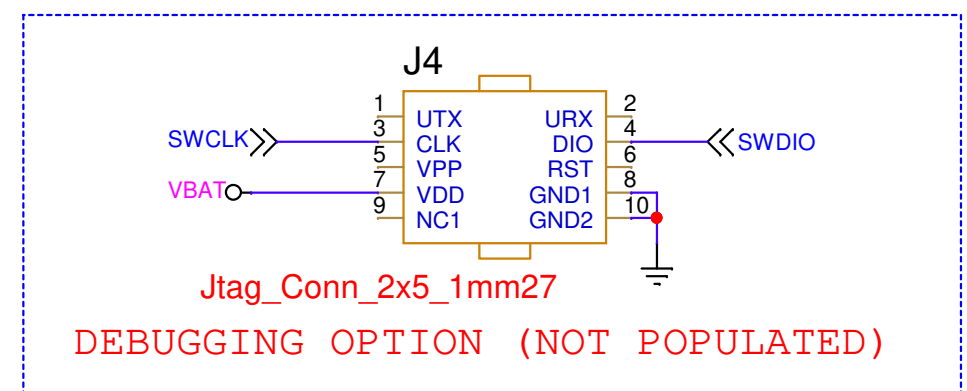 J4
1 UTX URX 2
SWCLK 3 CLK DIO 4 SWDIO
5 VPP RST 6
VBAT 7 VDD GND1 8
9 NC1 GND2 10
Jtag_Conn_2x5_1mm27
DEBUGGING OPTION (NOT POPULATED)